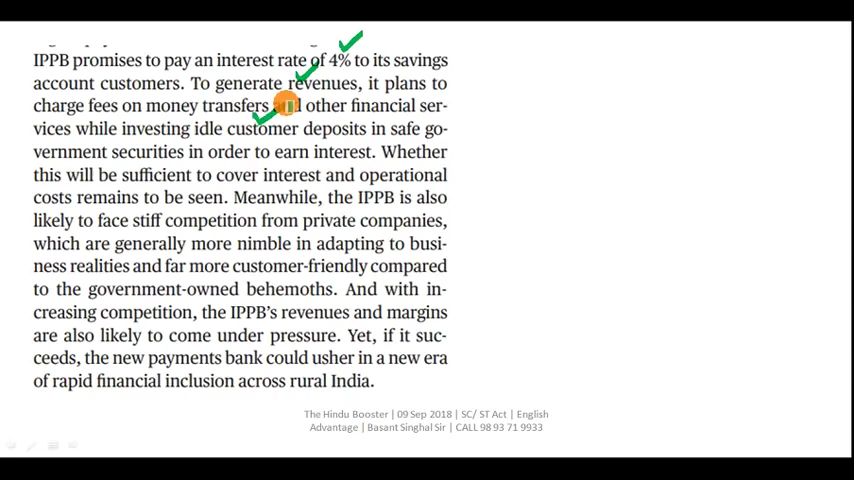 IPPB promises to pay an interest rate of 4% to its savings
account customers. To generate revenues, it plans to
charge fees on money transfers and other financial ser-
vices while investing idle customer deposits in safe go-
vernment securities in order to earn interest. Whether
this will be sufficient to cover interest and operational
costs remains to be seen. Meanwhile, the IPPB is also
likely to face stiff competition from private companies,
which are generally more nimble in adapting to busi-
ness realities and far more customer-friendly compared
to the government-owned behemoths. And with in-
creasing competition, the IPPB's revenues and margins
are also likely to come under pressure. Yet, if it suc-
ceeds, the new payments bank could usher in a new era
of rapid financial inclusion across rural India.
The Hindu Booster | 09 Sep 2018 | SC/ ST Act | English
Advantage | Basant Singhal Sir | CALL 98 93 71 9933